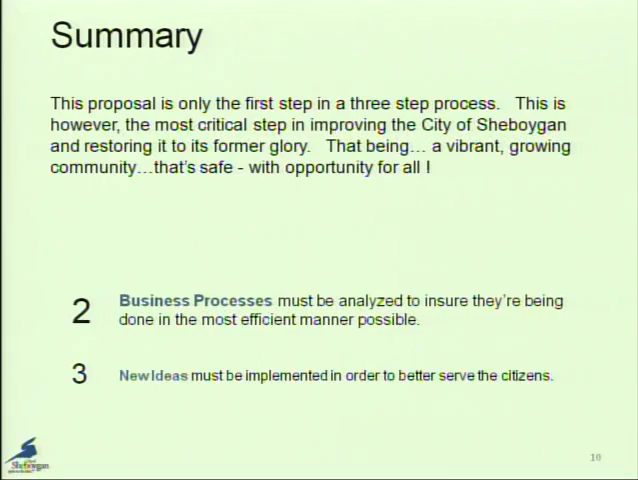 Summary
This proposal is only the first step in a three step process. This is
however, the most critical step in improving the City of Sheboygan
and restoring it to its former glory. That being… a vibrant, growing
community…that's safe - with opportunity for all !
2
Business Processes must be analyzed to insure they're being
done in the most efficient manner possible.
3
New Ideas must be implemented in order to better serve the citizens.
Sheboygan
10